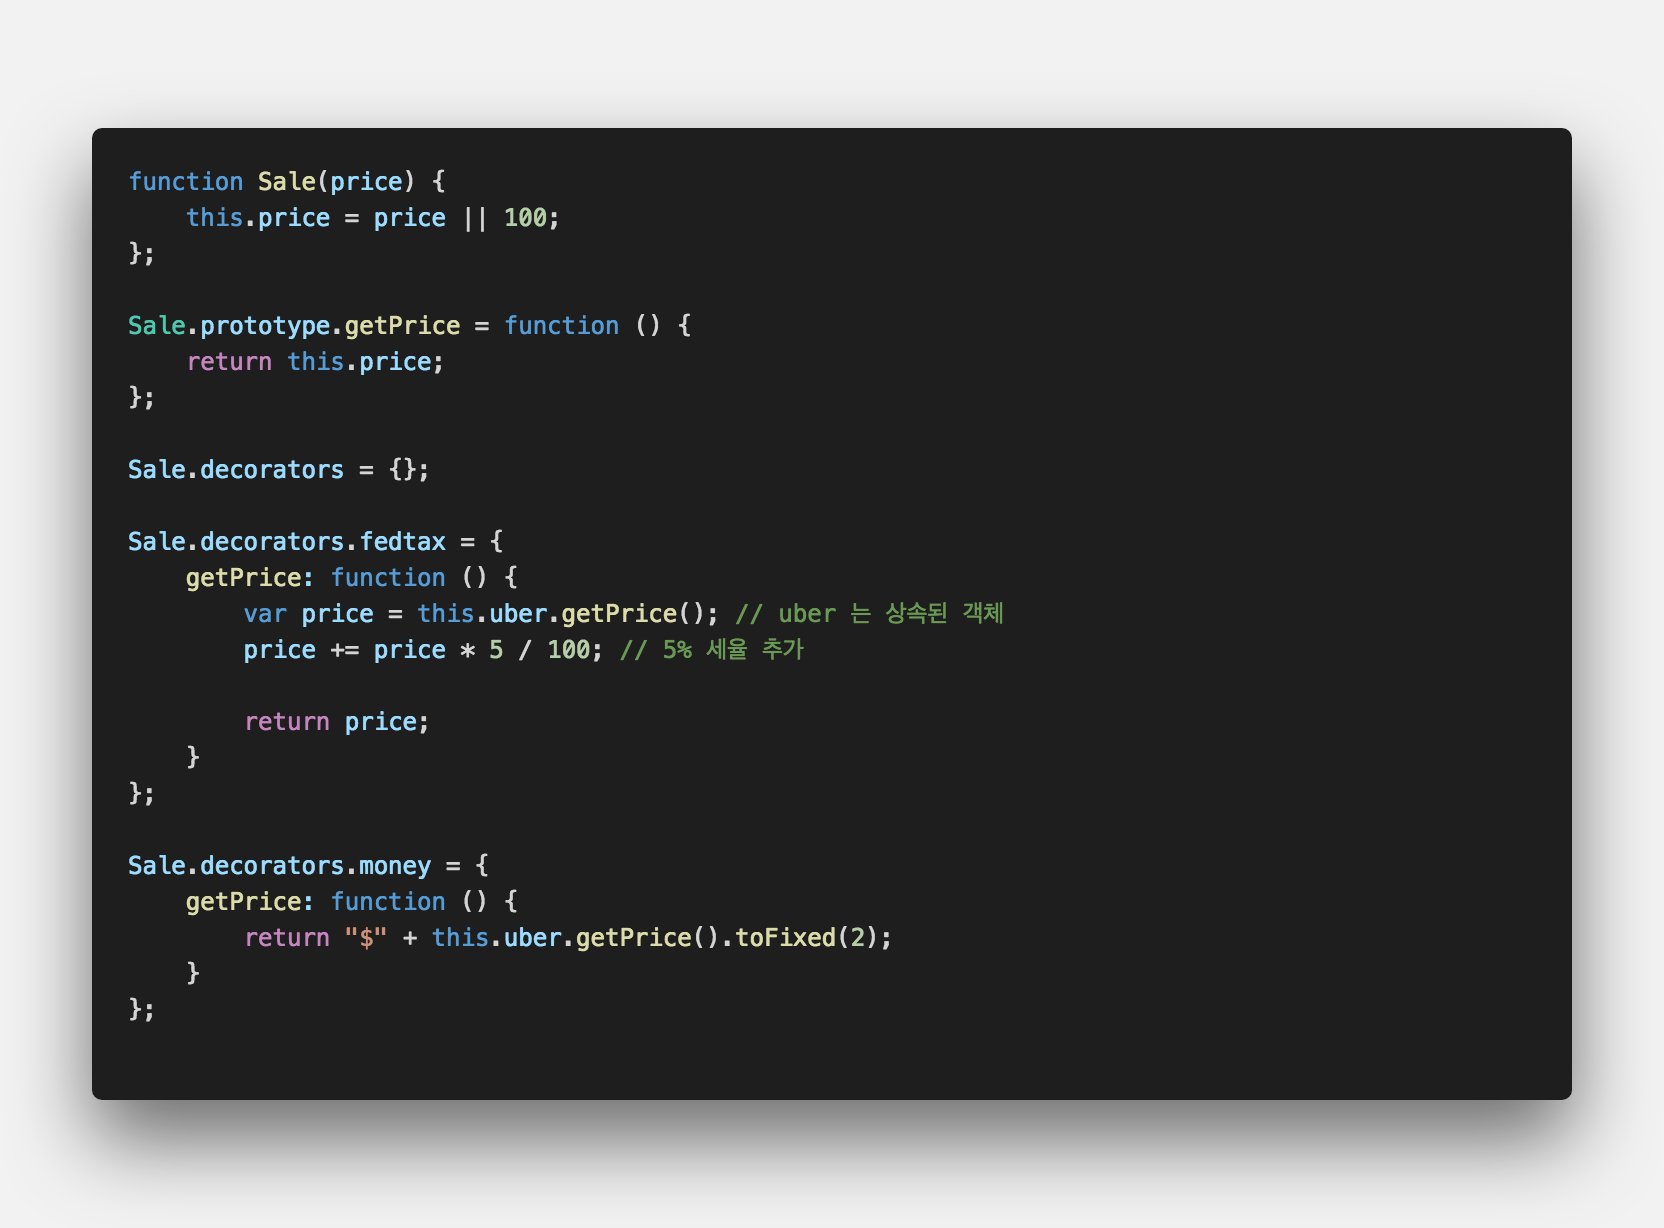 function Sale(price) {
    this.price = price || 100;
};

Sale.prototype.getPrice = function () {
    return this.price;
};

Sale.decorators = {};

Sale.decorators.fedtax = {
    getPrice: function () {
        var price = this.uber.getPrice(); // uber 는 상속된 객체
        price += price * 5 / 100; // 5% 세율 추가

        return price;
    }
};

Sale.decorators.money = {
    getPrice: function () {
        return "$" + this.uber.getPrice().toFixed(2);
    }
};